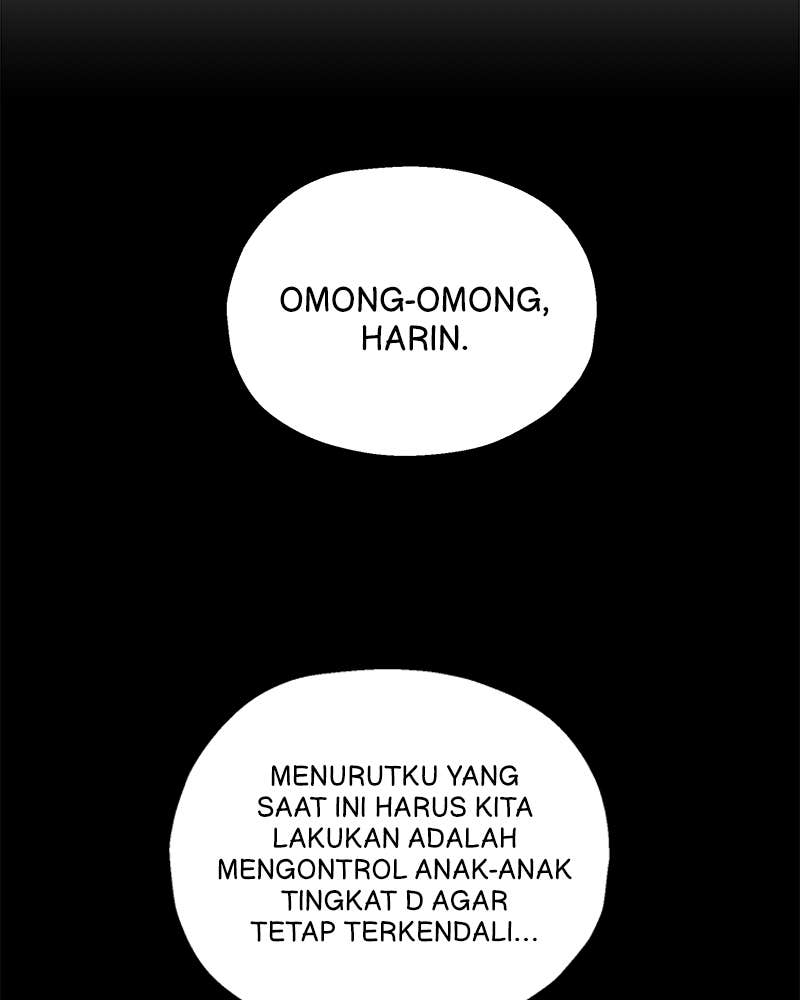 OMONG-OMONG,
HARIN.
MENURUTKU YANG
SAAT INI HARUS KITA
LAKUKAN ADALAH
MENGONTROL ANAK-ANAK
TINGKAT D AGAR
TETAP TERKENDALI...